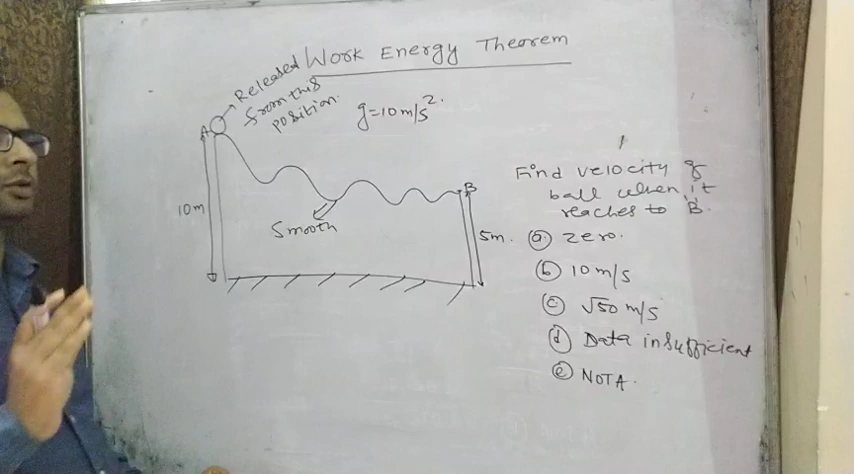 Work Energy Theorem
Released
from this
position.
g=10m/s².
A
10m
Smooth
B
5m.
Find velocity of
ball when it
reaches to B.
(a) zero.
(b) 10 m/s
(c) √50 m/s
(d) Data insufficient
(e) NOTA.